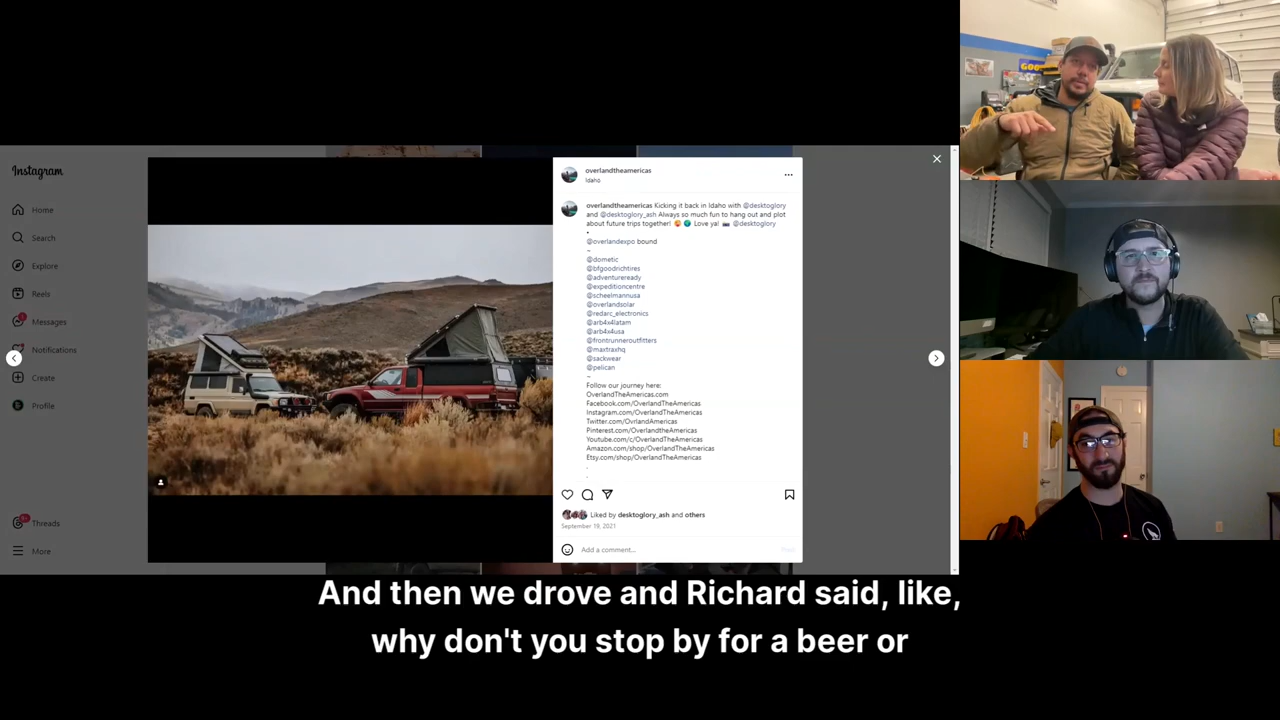 Instagram
Home
Search
Explore
Reels
Messages
Notifications
Create
Profile
Threads
More
overlandtheamericas
Idaho
overlandtheamericas Kicking it back in Idaho with @desktoglory
and @desktoglory_ash Always so much fun to hang out and plot
about future trips together! 🤩 🌎 Love ya! 📷 @desktoglory
•
@overlandexpo bound
~
@dometic
@bfgoodrichtires
@adventureready
@expeditioncentre
@scheelmannusa
@overlandsolar
@redarc_electronics
@arb4x4latam
@arb4x4usa
@frontrunneroutfitters
@maxtraxhq
@sackwear
@pelican
~
Follow our journey here:
OverlandTheAmericas.com
Facebook.com/OverlandTheAmericas
Instagram.com/OverlandTheAmericas
Twitter.com/OvrlandAmericas
Pinterest.com/OverlandtheAmericas
Youtube.com/c/OverlandTheAmericas
Amazon.com/shop/OverlandTheAmericas
Etsy.com/shop/OverlandTheAmericas
.
.
Liked by desktoglory_ash and others
September 19, 2021
Add a comment...
Post
And then we drove and Richard said, like,
why don't you stop by for a beer or